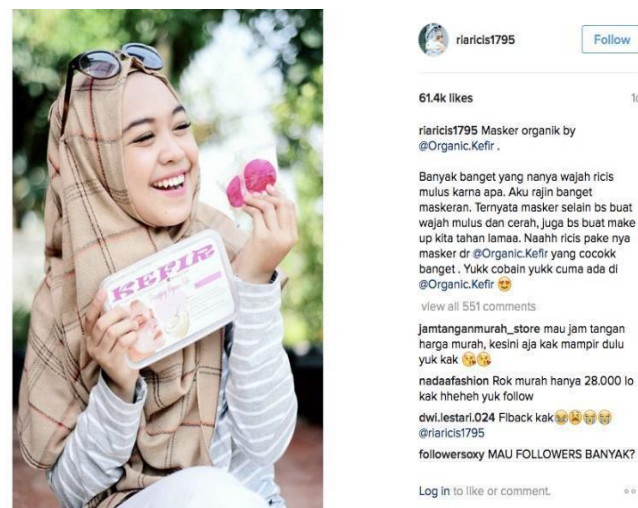 KEFIR
riaricis1795
Follow
61.4k likes
riaricis1795 Masker organik by
@Organic.Kefir .
Banyak banget yang nanya wajah ricis
mulus karna apa. Aku rajin banget
maskeran. Ternyata masker selain bs buat
wajah mulus dan cerah, juga bs buat make
up kita tahan lamaa. Naahh ricis pake nya
masker dr @Organic.Kefir yang cocokk
banget . Yukk cobain yukk cuma ada di
@Organic.Kefir 😍
view all 551 comments
jamtanganmurah_store mau jam tangan
harga murah, kesini aja kak mampir dulu
yuk kak 😘😘
nadaafashion Rok murah hanya 28.000 lo
kak hheheh yuk follow
dwi.lestari.024 Flback kak
@riaricis1795
followersoxy MAU FOLLOWERS BANYAK?
Log in to like or comment.